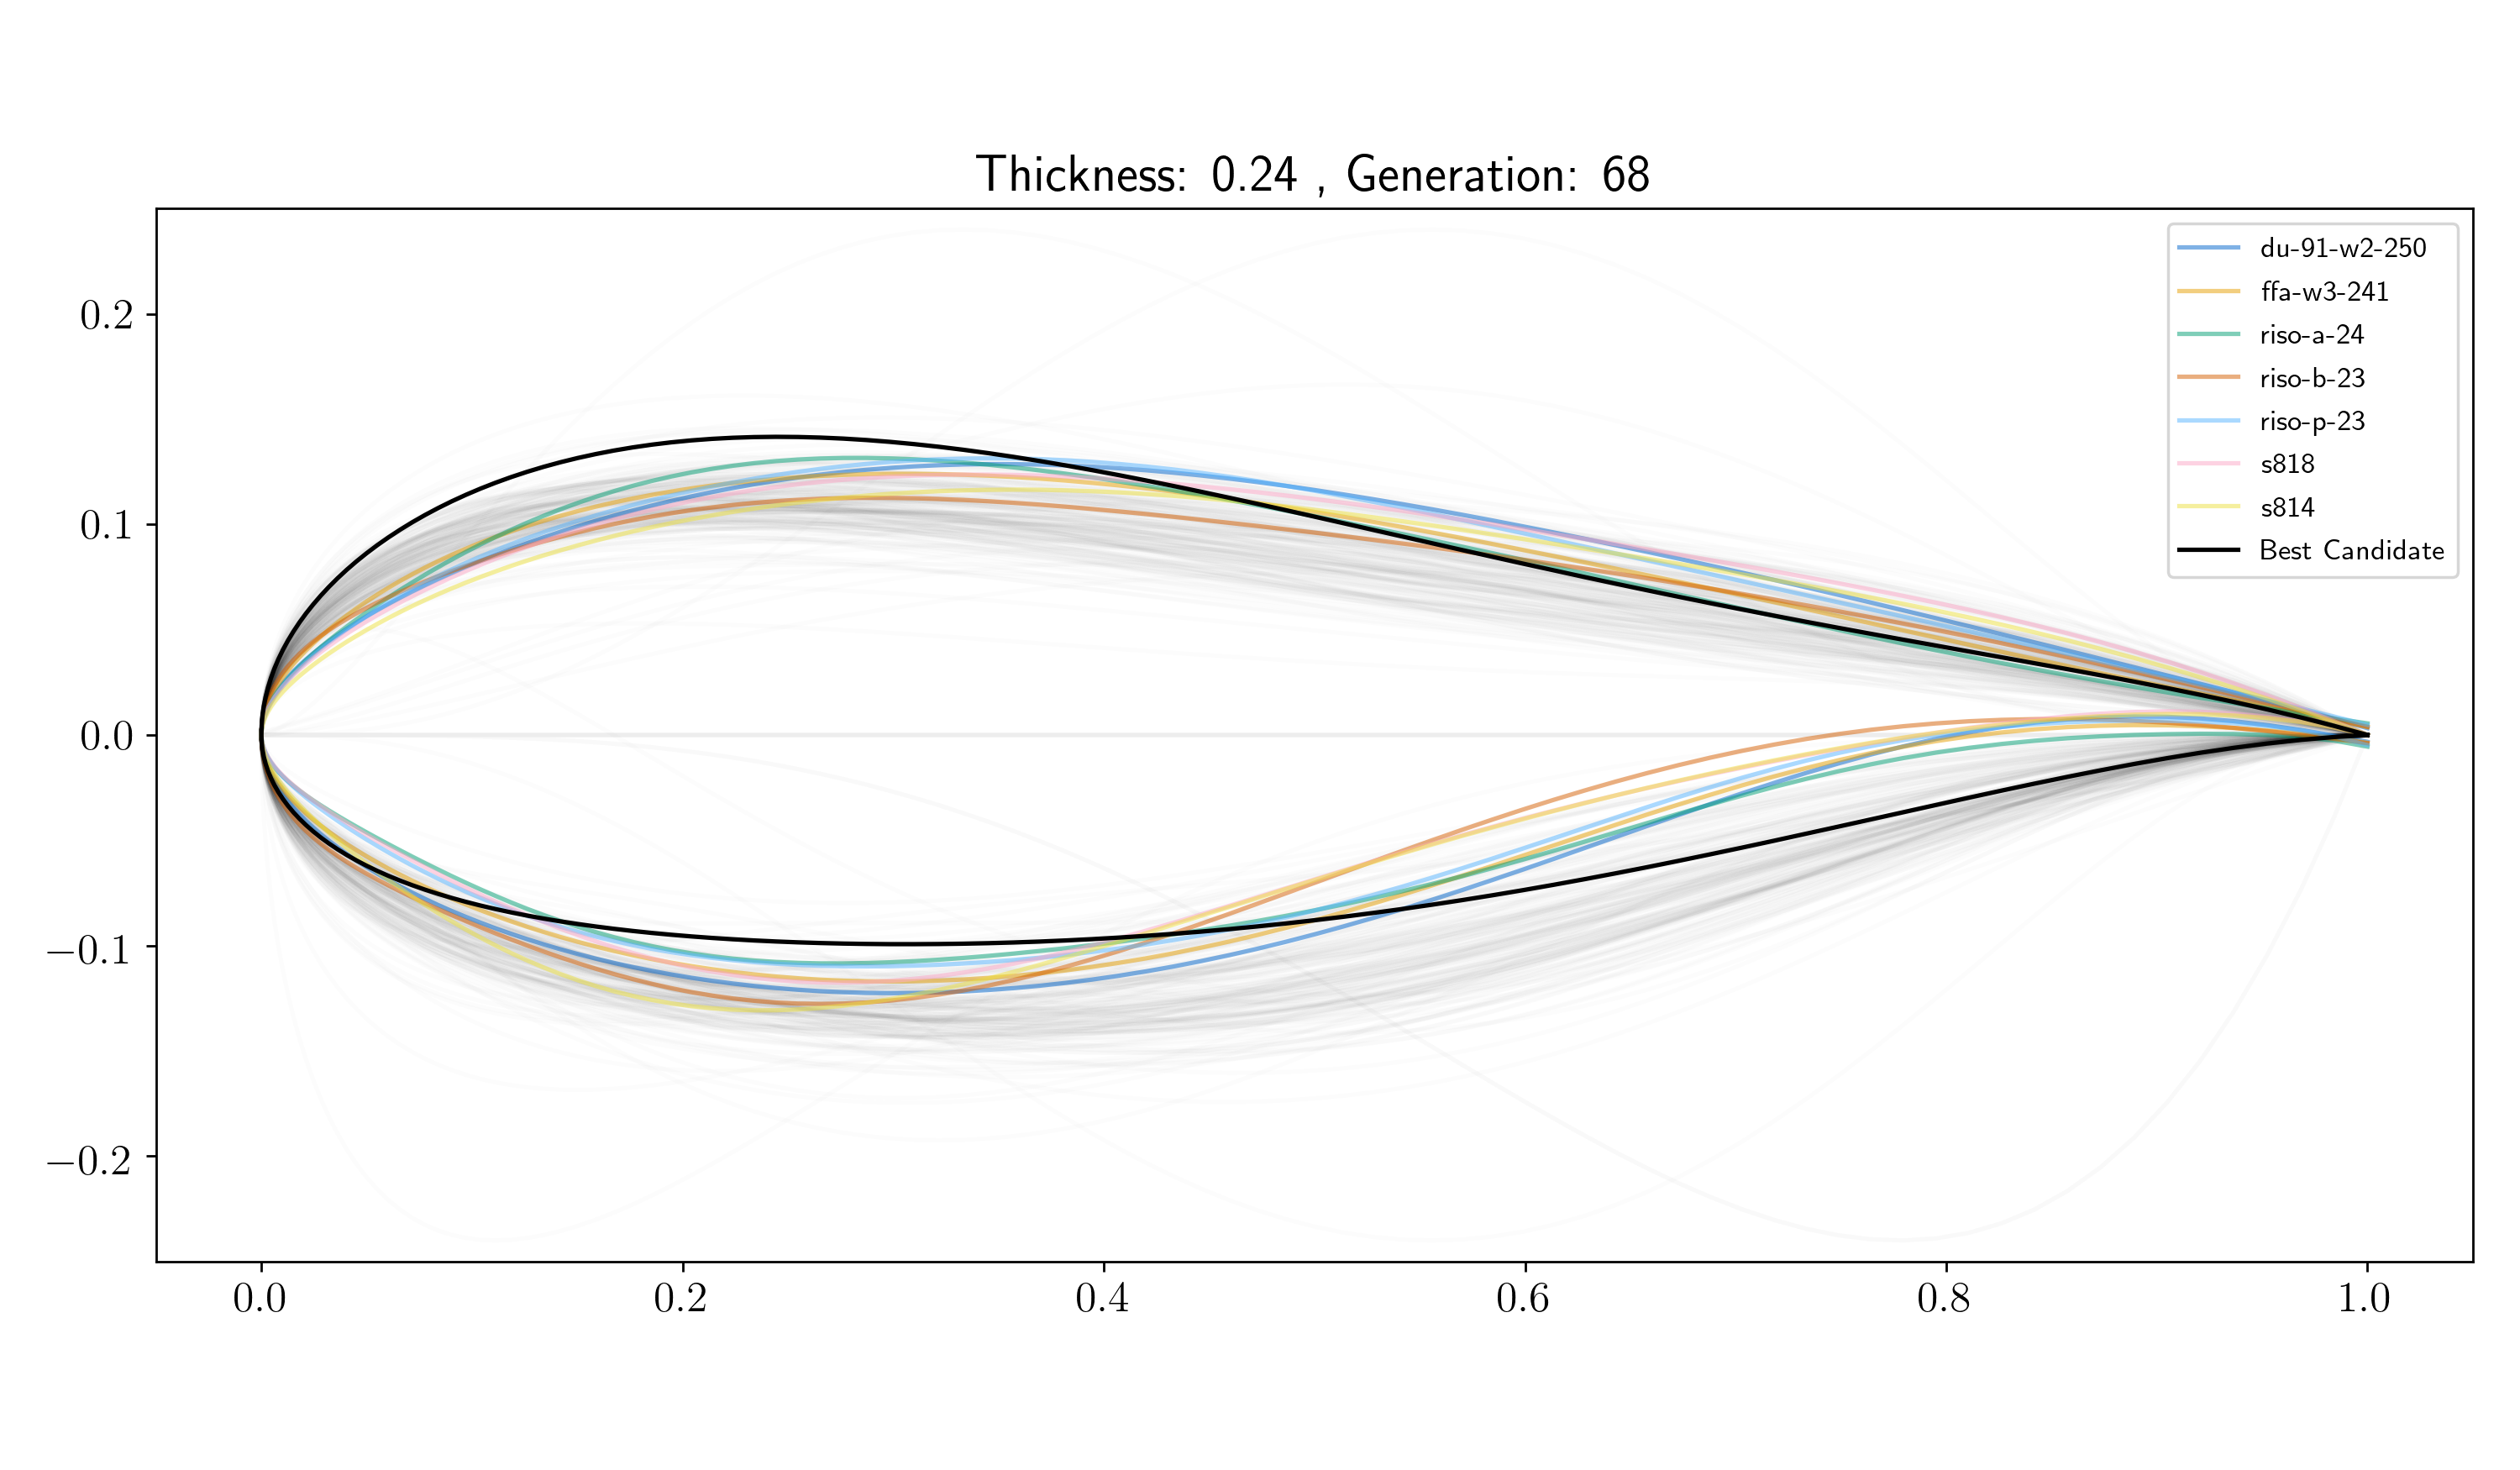 Thickness: 0.24 , Generation: 68
du-91-w2-250
ffa-w3-241
riso-a-24
riso-b-23
riso-p-23
s818
s814
Best Candidate
0.2
0.1
0.0
−0.1
−0.2
0.0 0.2 0.4 0.6 0.8 1.0